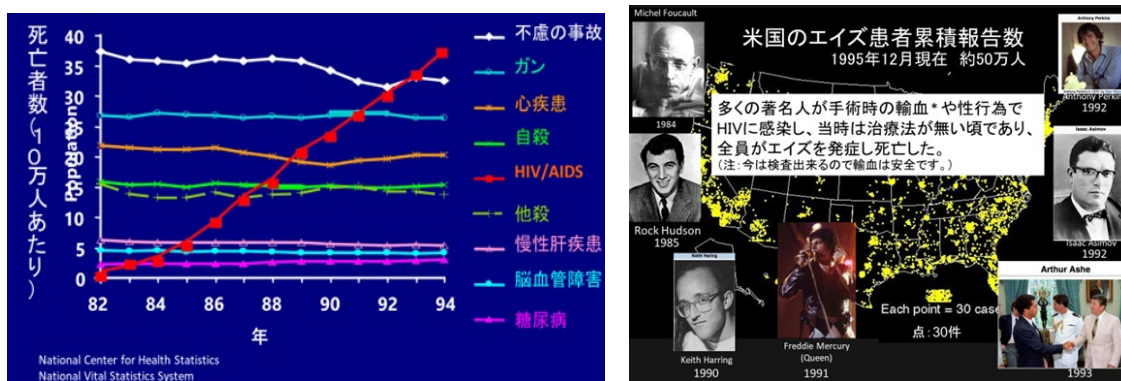 死亡者数(10万人あたり)
Population
40
35
30
25
20
15
10
5
0
82
84
86
88
90
92
94
年
不慮の事故
ガン
心疾患
自殺
HIV/AIDS
他殺
慢性肝疾患
脳血管障害
糖尿病
National Center for Health Statistics
National Vital Statistics System
Michel Foucault
1984
米国のエイズ患者累積報告数
1995年12月現在 約50万人
Anthony Perkins
Anthony Perkins
1992
多くの著名人が手術時の輸血*や性行為で
HIVに感染し、当時は治療法が無い頃であり、
全員がエイズを発症し死亡した。
(注:今は検査出来るので輸血は安全です。)
Isaac Asimov
Isaac Asimov
1992
Rock Hudson
1985
Keith Haring
Keith Harring
1990
Freddie Mercury
(Queen)
1991
Each point = 30 case
点:30件
Arthur Ashe
1993